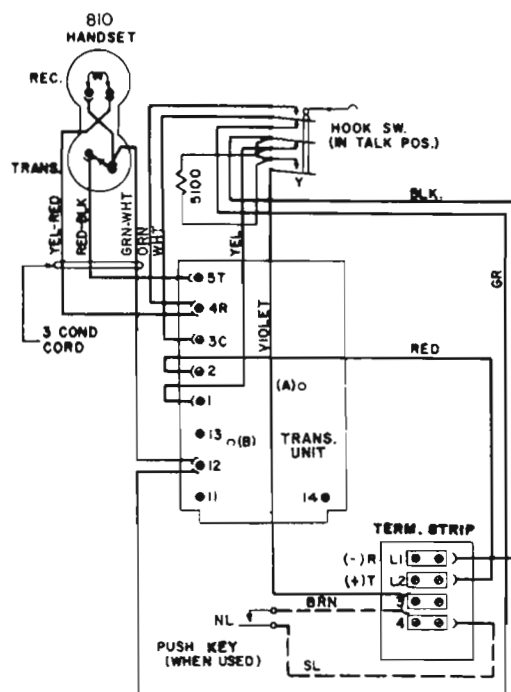 810
HANDSET
REC.
W
TRANS.
YEL-RED
RED-BLK
GRN-WHT
ORN
WHT
5100
HOOK SW.
(IN TALK POS.)
Y
BLK.
YEL
VIOLET
GR
3 COND
CORD
5T
4R
3C
2
1
13
(B)
12
11
(A)
RED
TRANS.
UNIT
14
TERM. STRIP
(-)R L1
(+)T L2
3
4
BRN
NL
PUSH KEY
(WHEN USED)
SL